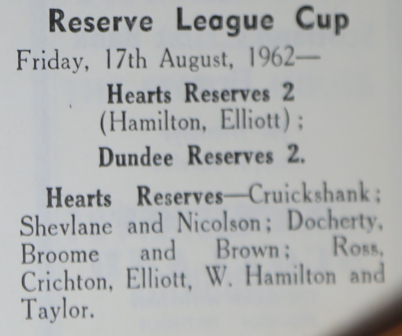 Reserve League Cup
Friday, 17th August, 1962—
Hearts Reserves 2
(Hamilton, Elliott) ;
Dundee Reserves 2.
Hearts Reserves—Cruickshank ;
Shevlane and Nicolson ; Docherty,
Broome and Brown ; Ross,
Crichton, Elliott, W. Hamilton and
Taylor.